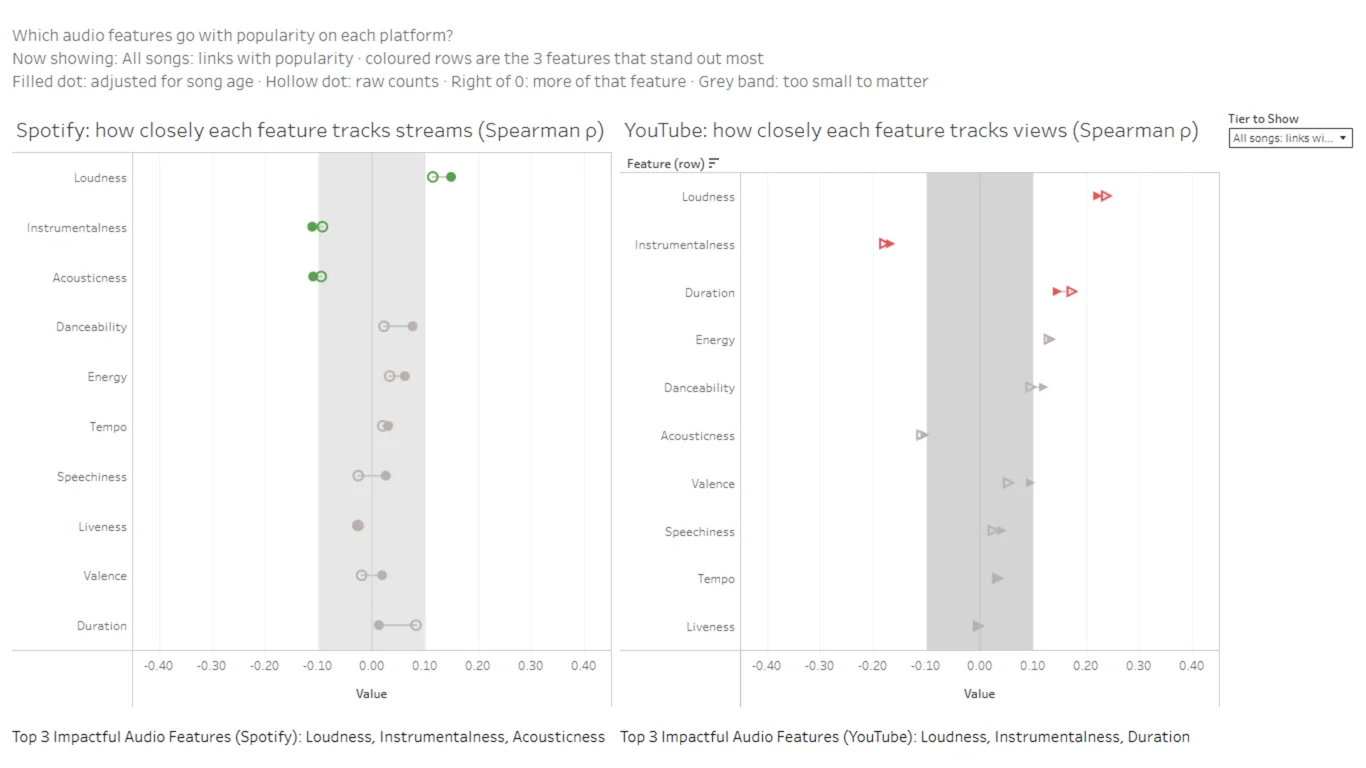 Which audio features go with popularity on each platform?
Now showing: All songs: links with popularity · coloured rows are the 3 features that stand out most
Filled dot: adjusted for song age · Hollow dot: raw counts · Right of 0: more of that feature · Grey band: too small to matter
Spotify: how closely each feature tracks streams (Spearman ρ)
Loudness
Instrumentalness
Acousticness
Danceability
Energy
Tempo
Speechiness
Liveness
Valence
Duration
-0.40 -0.30 -0.20 -0.10 0.00 0.10 0.20 0.30 0.40
Value
Top 3 Impactful Audio Features (Spotify): Loudness, Instrumentalness, Acousticness
YouTube: how closely each feature tracks views (Spearman ρ)
Feature (row)
Loudness
Instrumentalness
Duration
Energy
Danceability
Acousticness
Valence
Speechiness
Tempo
Liveness
-0.40 -0.30 -0.20 -0.10 0.00 0.10 0.20 0.30 0.40
Value
Top 3 Impactful Audio Features (YouTube): Loudness, Instrumentalness, Duration
Tier to Show
All songs: links wi...